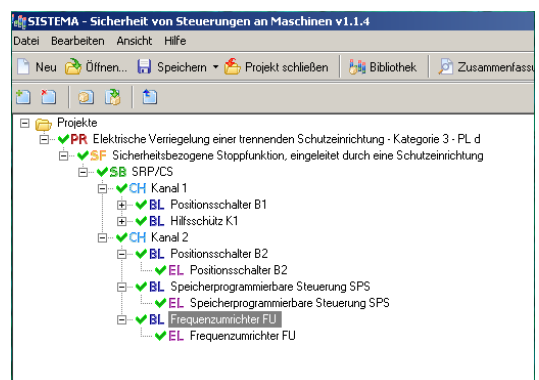 SISTEMA - Sicherheit von Steuerungen an Maschinen v1.1.4
Datei Bearbeiten Ansicht Hilfe
Neu Öffnen... Speichern Projekt schließen Bibliothek Zusammenfassu
Projekte
PR Elektrische Verriegelung einer trennenden Schutzeinrichtung - Kategorie 3 - PL d
SF Sicherheitsbezogene Stoppfunktion, eingeleitet durch eine Schutzeinrichtung
SB SRP/CS
CH Kanal 1
BL Positionsschalter B1
BL Hilfsschütz K1
CH Kanal 2
BL Positionsschalter B2
EL Positionsschalter B2
BL Speicherprogrammierbare Steuerung SPS
EL Speicherprogrammierbare Steuerung SPS
BL Frequenzumrichter FU
EL Frequenzumrichter FU